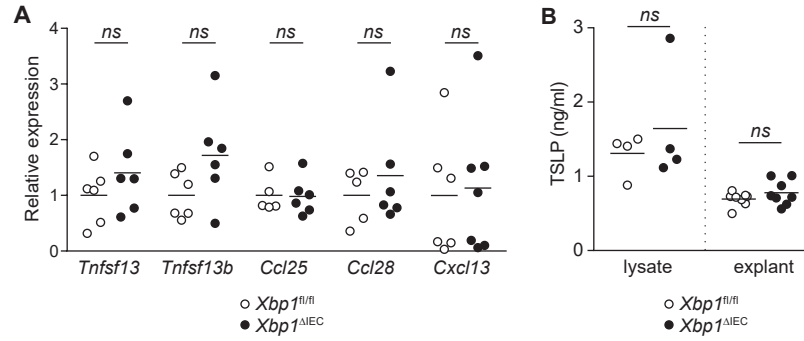 A
ns ns ns ns ns
Relative expression
4
3
2
1
0
Tnfsf13 Tnfsf13b Ccl25 Ccl28 Cxcl13
Xbp1fl/fl
Xbp1ΔIEC
B
ns
ns
TSLP (ng/ml)
3
2
1
0
lysate explant
Xbp1fl/fl
Xbp1ΔIEC